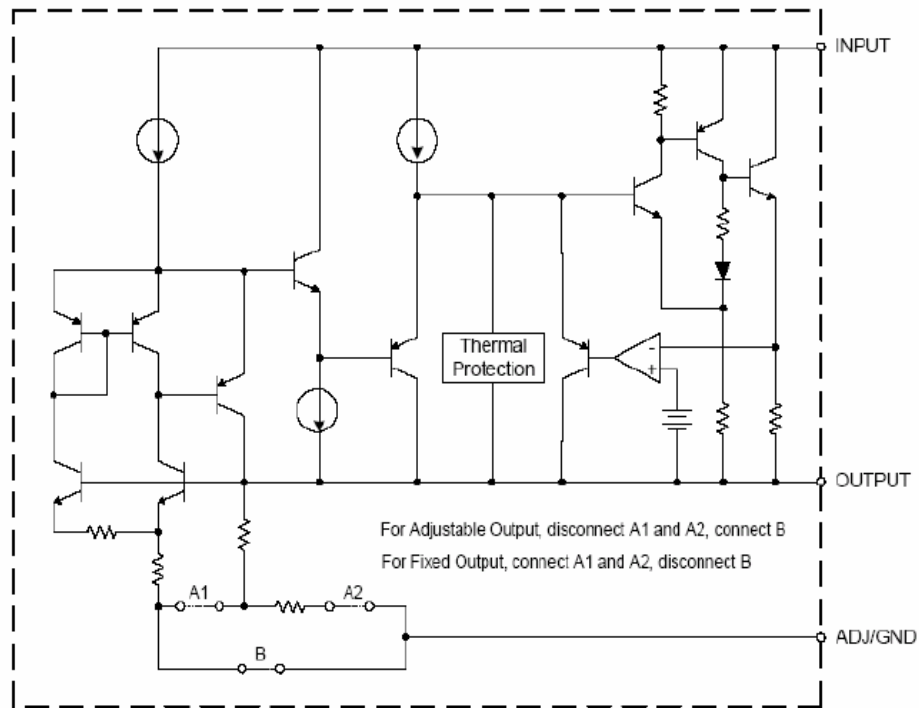 INPUT
Thermal
Protection
-
+
OUTPUT
For Adjustable Output, disconnect A1 and A2, connect B
For Fixed Output, connect A1 and A2, disconnect B
A1
A2
ADJ/GND
B